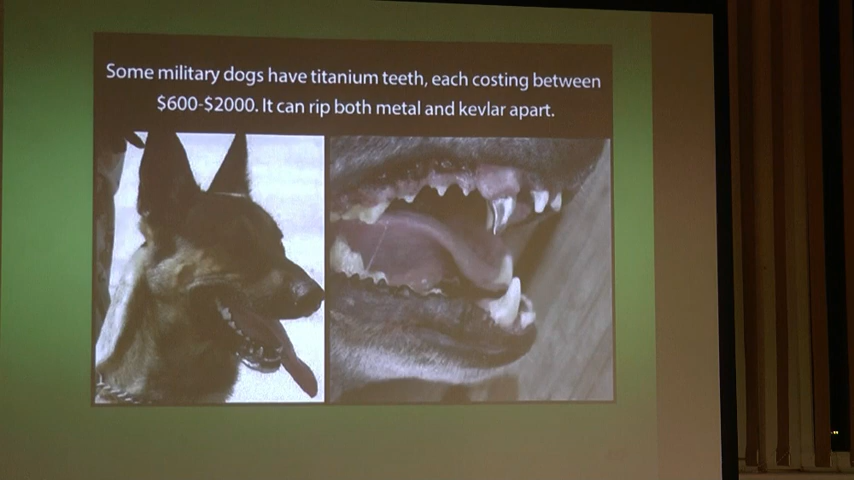 Some military dogs have titanium teeth, each costing between
$600-$2000. It can rip both metal and kevlar apart.